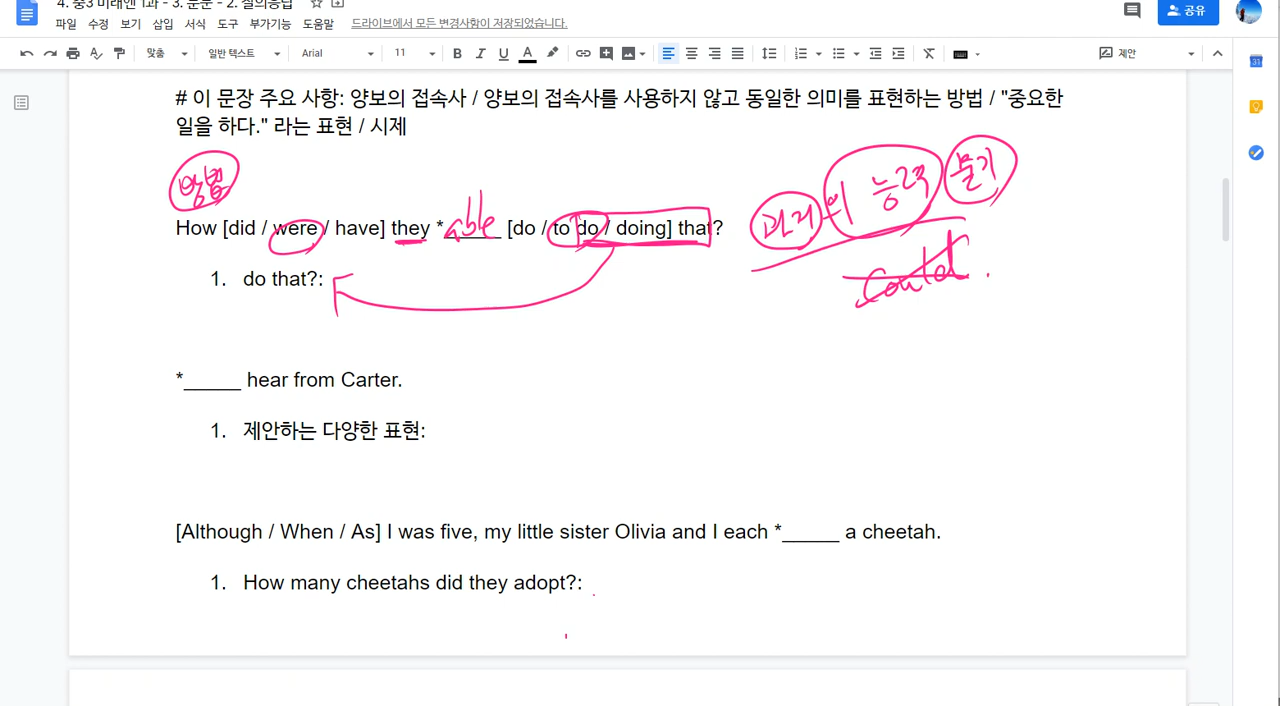 4. 중3 미래엔 1과 - 3. 본문 - 2. 질의응답
파일 수정 보기 삽입 서식 도구 부가기능 도움말 드라이브에서 모든 변경사항이 저장되었습니다.
공유
맞춤 일반 텍스트 Arial 11 B I U A 제안
31
# 이 문장 주요 사항: 양보의 접속사 / 양보의 접속사를 사용하지 않고 동일한 의미를 표현하는 방법 / "중요한
일을 하다." 라는 표현 / 시제
방법
과거의 능력 묻기
How [did / were / have] they *able [do / to do / doing] that?
could.
1. do that?:
*_____ hear from Carter.
1. 제안하는 다양한 표현:
[Although / When / As] I was five, my little sister Olivia and I each *_____ a cheetah.
1. How many cheetahs did they adopt?: